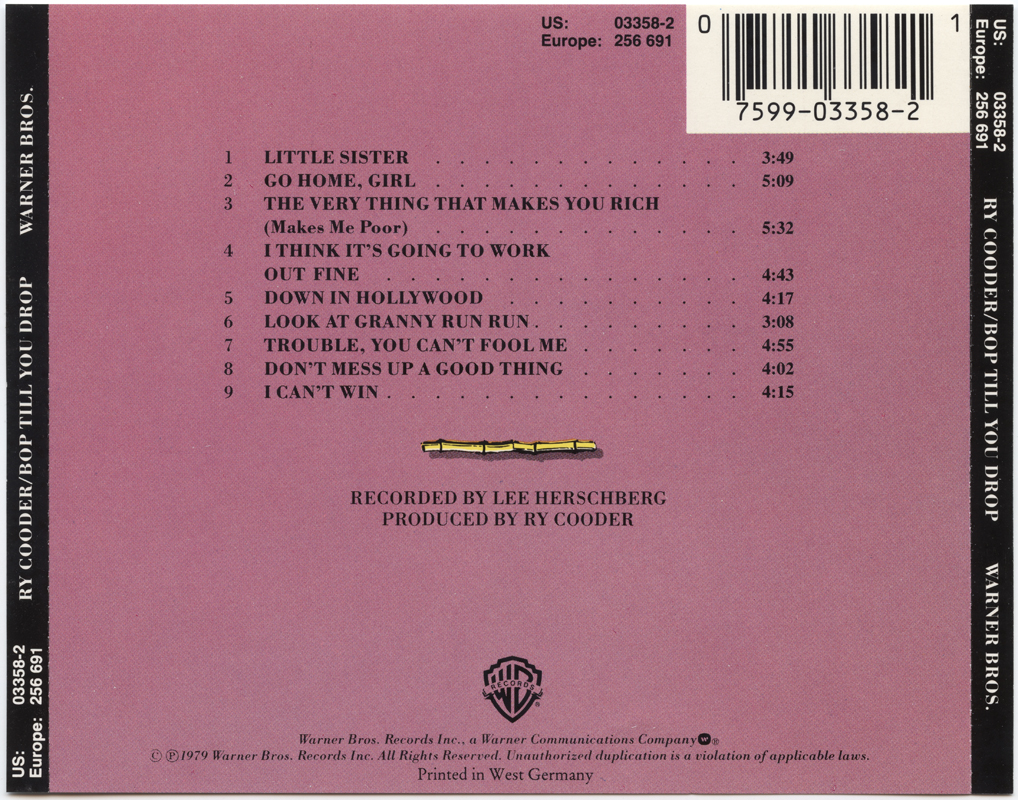 US: 03358-2
Europe: 256 691
0 7599-03358-2 1
1 LITTLE SISTER . . . . . . . . . . . . . 3:49
2 GO HOME, GIRL . . . . . . . . . . . . . 5:09
3 THE VERY THING THAT MAKES YOU RICH
(Makes Me Poor) . . . . . . . . . . . . . 5:32
4 I THINK IT'S GOING TO WORK
OUT FINE . . . . . . . . . . . . . . . 4:43
5 DOWN IN HOLLYWOOD . . . . . . . . . . 4:17
6 LOOK AT GRANNY RUN RUN . . . . . . . . . 3:08
7 TROUBLE, YOU CAN'T FOOL ME . . . . . . . 4:55
8 DON'T MESS UP A GOOD THING . . . . . . . 4:02
9 I CAN'T WIN . . . . . . . . . . . . . . . 4:15
RECORDED BY LEE HERSCHBERG
PRODUCED BY RY COODER
WB
RECORDS
®
Warner Bros. Records Inc., a Warner Communications Company W ®
© ℗ 1979 Warner Bros. Records Inc. All Rights Reserved. Unauthorized duplication is a violation of applicable laws.
Printed in West Germany
US: 03358-2
Europe: 256 691
RY COODER/BOP TILL YOU DROP WARNER BROS.
US: 03358-2
Europe: 256 691
RY COODER/BOP TILL YOU DROP WARNER BROS.